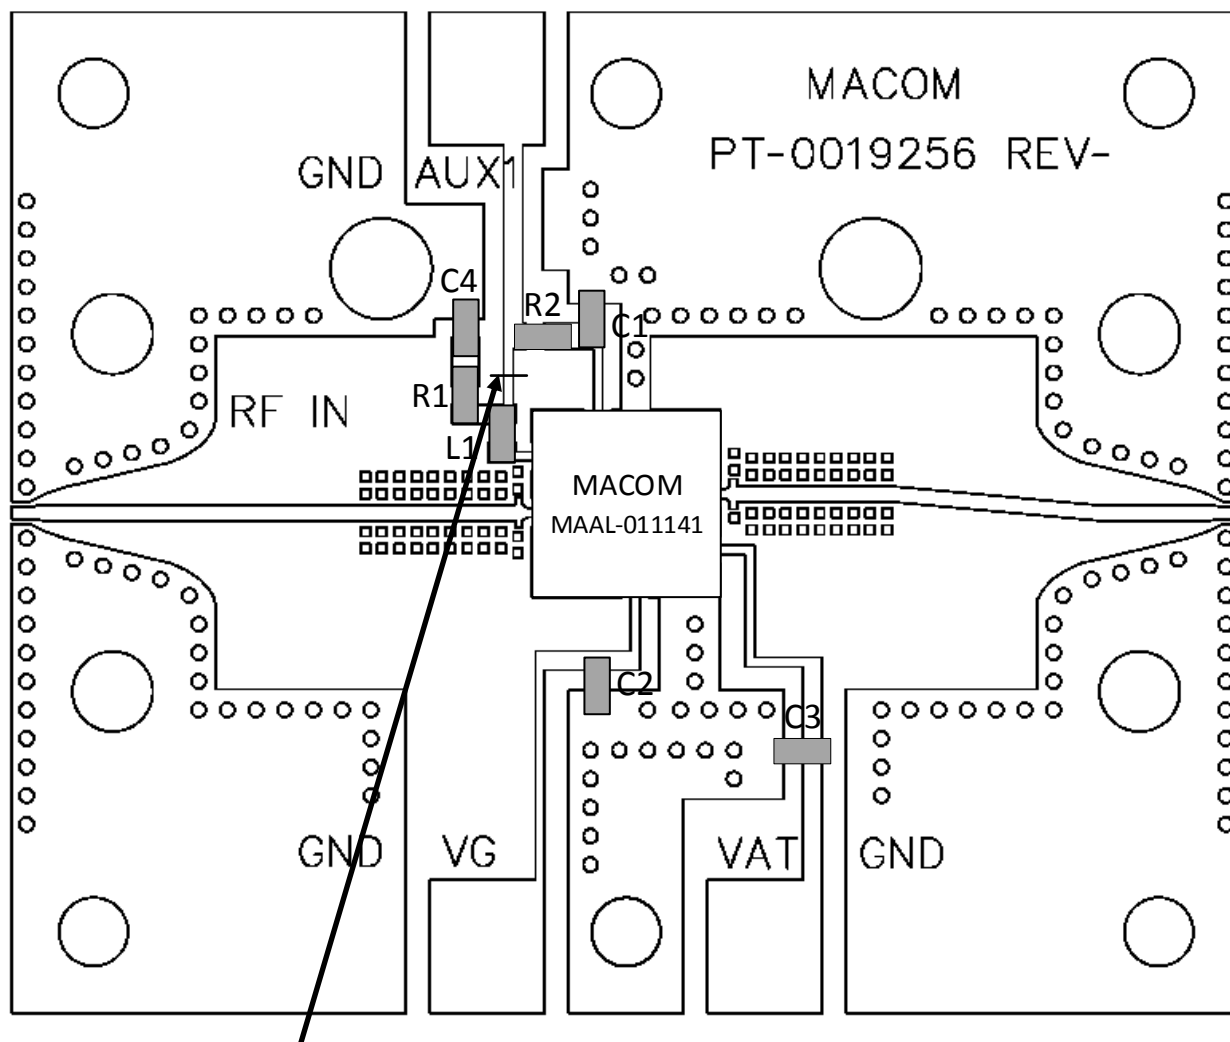 MACOM
PT-0019256 REV-
GND AUX1
C4
R2
C1
R1
RF IN
L1
MACOM
MAAL-011141
C2
C3
GND
VG
VAT
GND